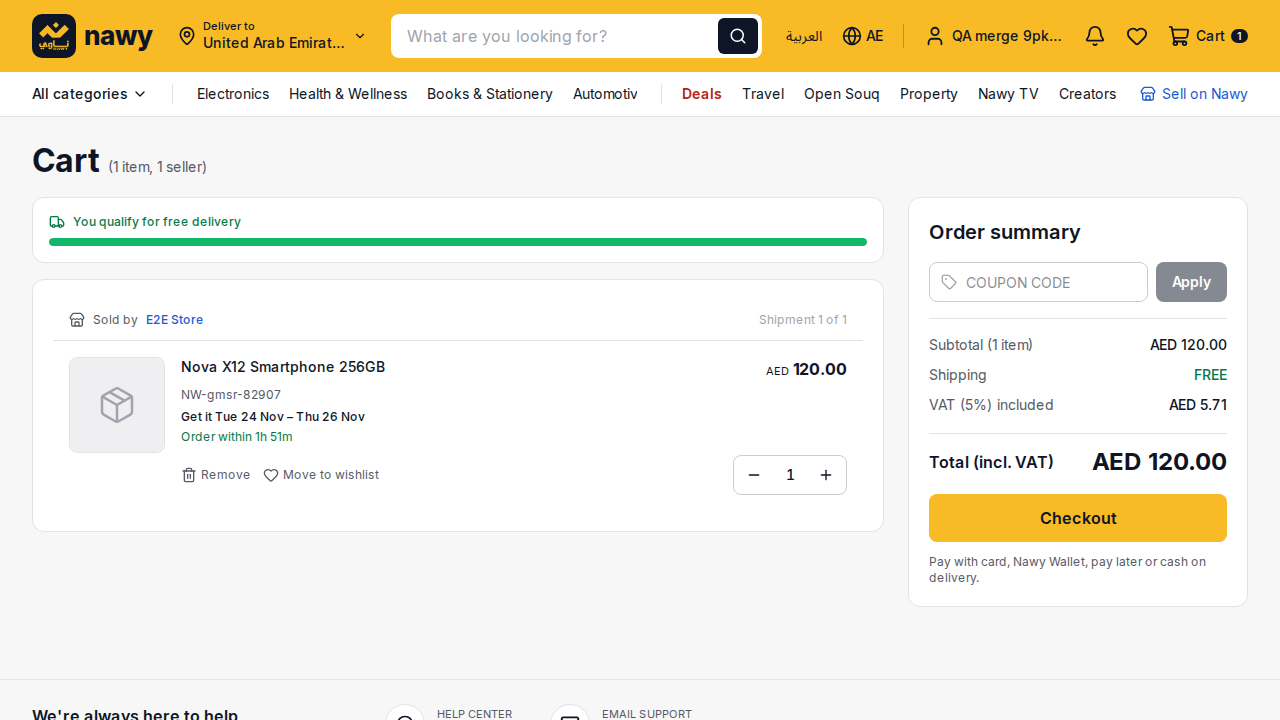 ناوي
NAWY
nawy
Deliver to
United Arab Emirat...
What are you looking for?
العربية
AE
QA merge 9pk...
Cart 1
All categories
Electronics
Health & Wellness
Books & Stationery
Automotiv
Deals
Travel
Open Souq
Property
Nawy TV
Creators
Sell on Nawy
Cart (1 item, 1 seller)
You qualify for free delivery
Sold by E2E Store
Shipment 1 of 1
Nova X12 Smartphone 256GB
AED 120.00
NW-gmsr-82907
Get it Tue 24 Nov – Thu 26 Nov
Order within 1h 51m
Remove
Move to wishlist
1
Order summary
COUPON CODE
Apply
Subtotal (1 item)
AED 120.00
Shipping
FREE
VAT (5%) included
AED 5.71
Total (incl. VAT)
AED 120.00
Checkout
Pay with card, Nawy Wallet, pay later or cash on
delivery.
We're always here to help
HELP CENTER
EMAIL SUPPORT